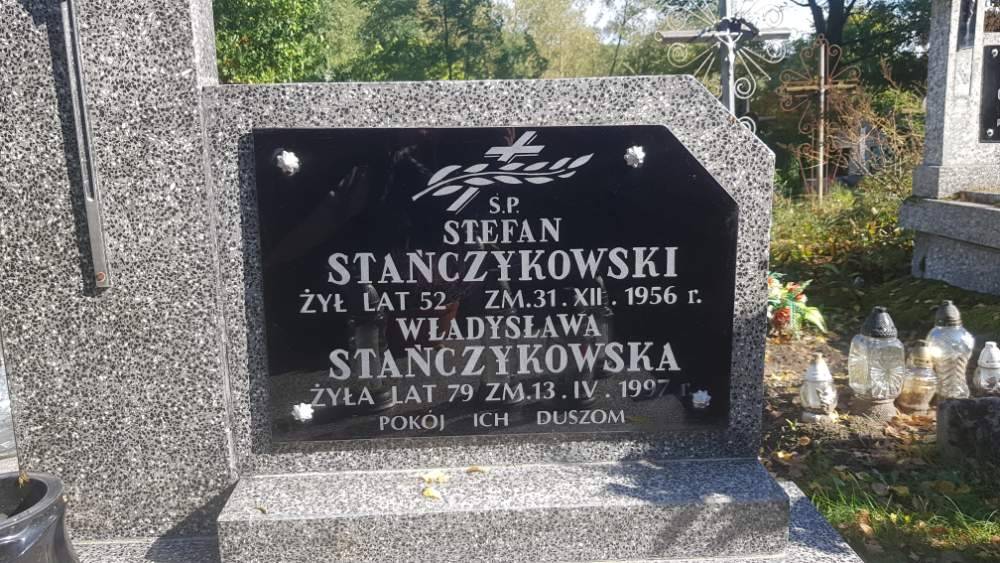 Ś.P.
STEFAN
STAŃCZYKOWSKI
ŻYŁ LAT 52 ZM. 31. XII. 1956 r.
WŁADYSŁAWA
STAŃCZYKOWSKA
ŻYŁA LAT 79 ZM. 13. IV. 1997 r.
POKÓJ ICH DUSZOM